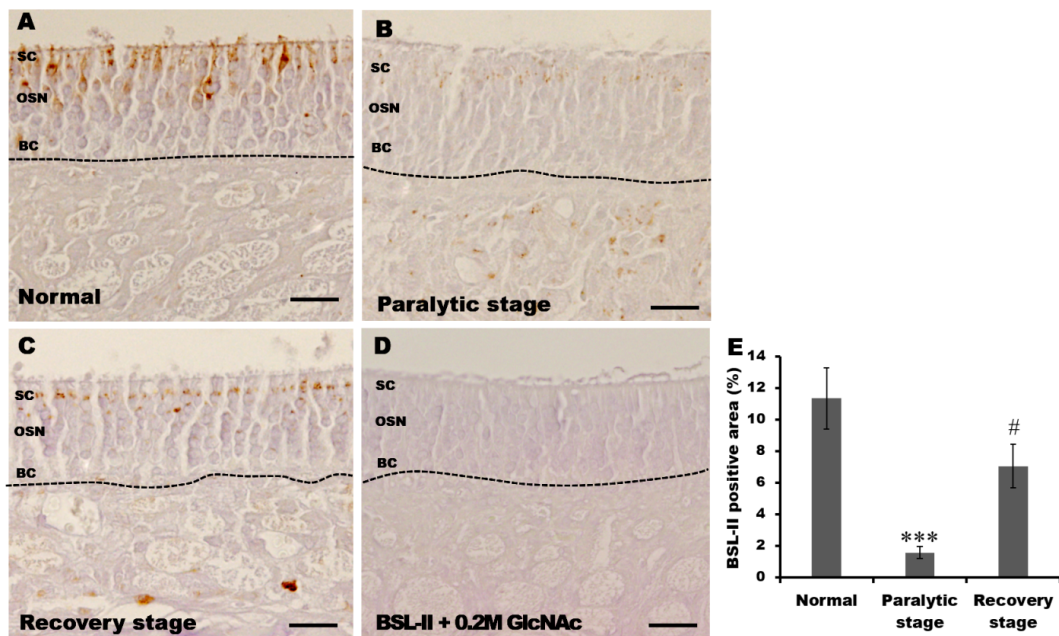 A
SC
OSN
BC
Normal
B
SC
OSN
BC
Paralytic stage
C
SC
OSN
BC
Recovery stage
D
SC
OSN
BC
BSL-II + 0.2M GlcNAc
E
BSL-II positive area (%)
14
12
10
8
6
4
2
0
***
#
Normal
Paralytic
stage
Recovery
stage